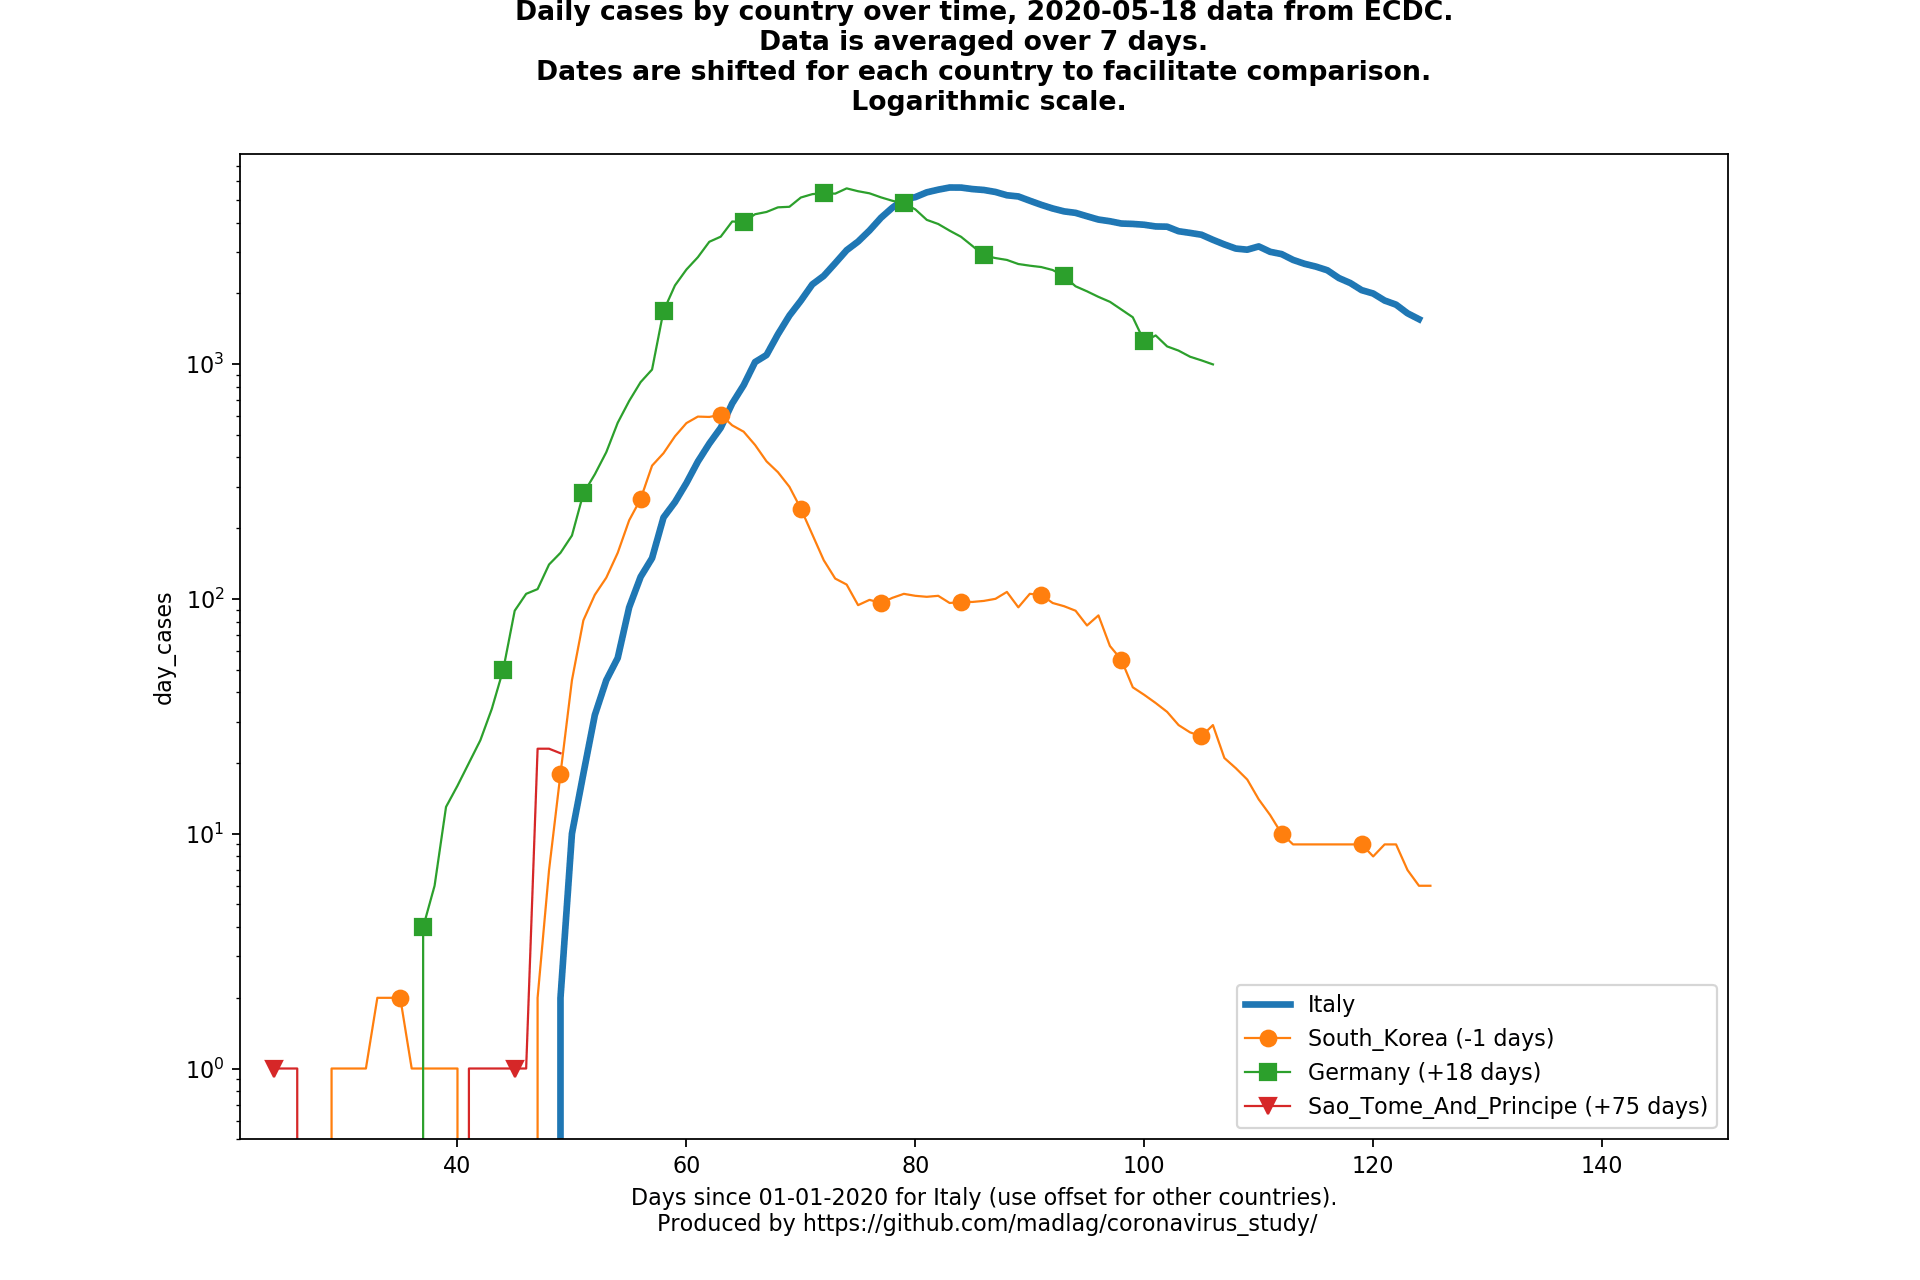 Daily cases by country over time, 2020-05-18 data from ECDC.
Data is averaged over 7 days.
Dates are shifted for each country to facilitate comparison.
Logarithmic scale.
10³
10²
10¹
10⁰
day_cases
Italy
South_Korea (-1 days)
Germany (+18 days)
Sao_Tome_And_Principe (+75 days)
40 60 80 100 120 140
Days since 01-01-2020 for Italy (use offset for other countries).
Produced by https://github.com/madlag/coronavirus_study/